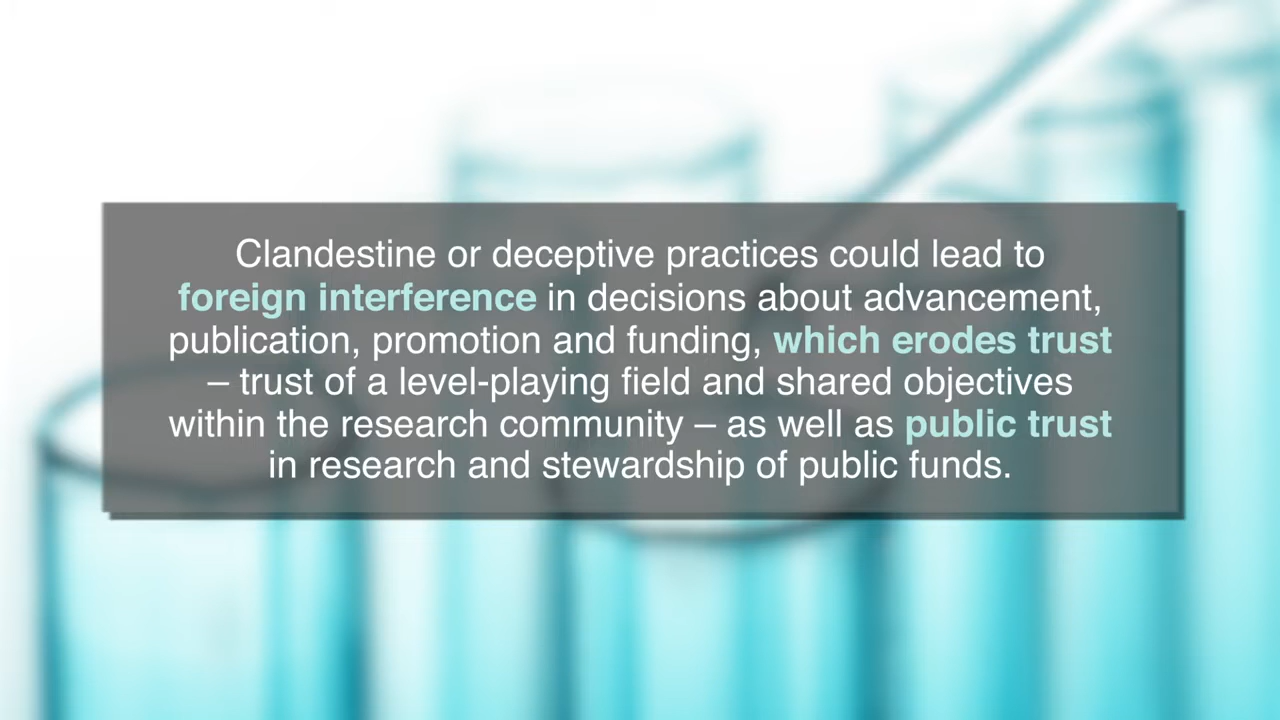 Clandestine or deceptive practices could lead to
foreign interference in decisions about advancement,
publication, promotion and funding, which erodes trust
– trust of a level-playing field and shared objectives
within the research community – as well as public trust
in research and stewardship of public funds.